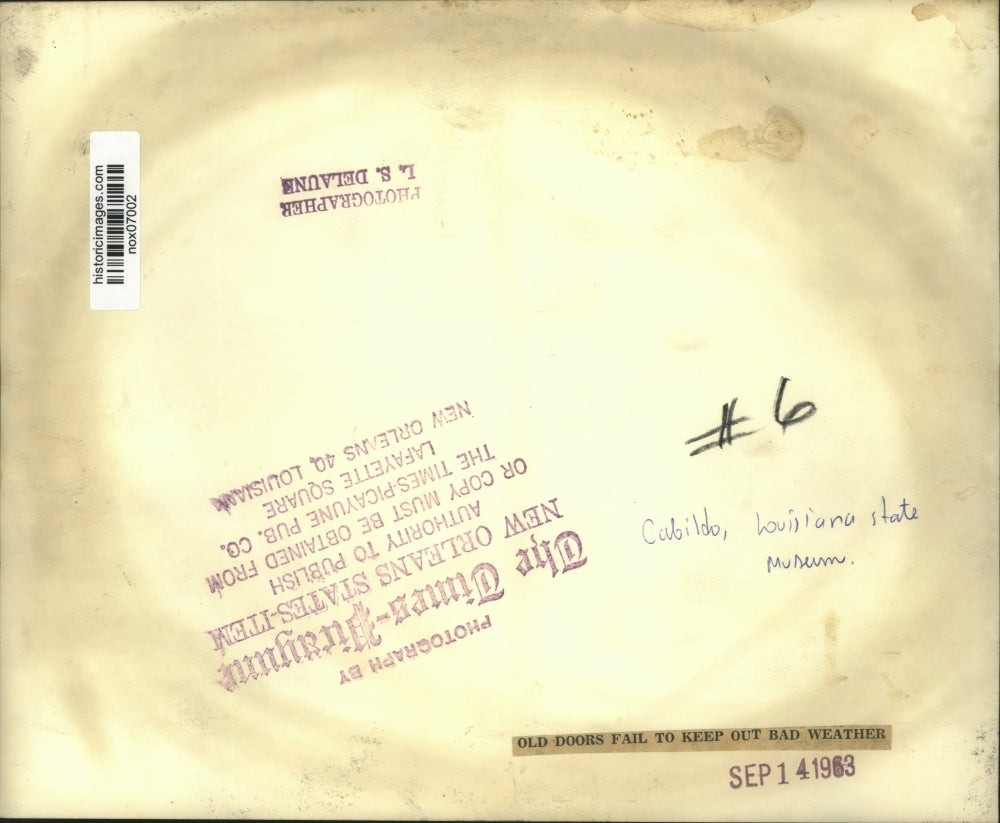 historicimages.com
nox07002
PHOTOGRAPHER
L. S. DELAUNE
# 6
Cabildo, Louisiana state
Museum.
PHOTOGRAPH BY
The Times-Picayune
NEW ORLEANS STATES-ITEM
AUTHORITY TO PUBLISH
OR COPY MUST BE OBTAINED FROM
THE TIMES-PICAYUNE PUB. CO.
LAFAYETTE SQUARE
NEW ORLEANS 40, LOUISIANA
OLD DOORS FAIL TO KEEP OUT BAD WEATHER
SEP 14 1963